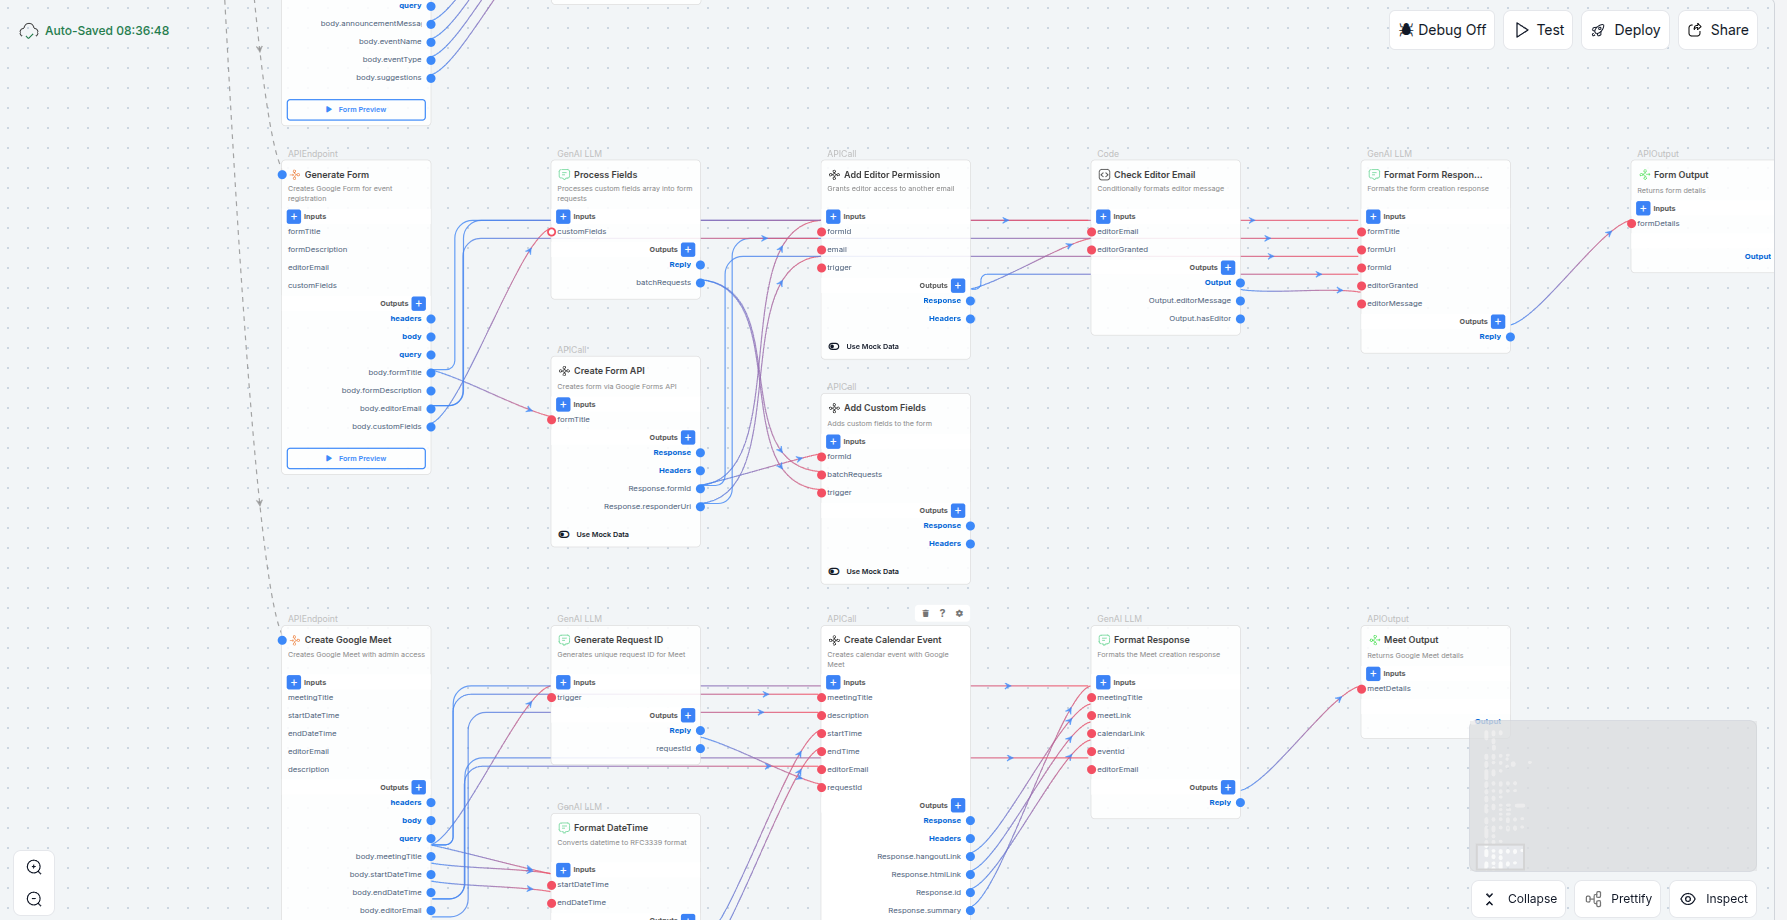 Auto-Saved 08:36:48
Debug Off
Test
Deploy
Share
query
body.announcementMessa
body.eventName
body.eventType
body.suggestions
Form Preview
APIEndpoint
Generate Form
Creates Google Form for event
registration
Inputs
formTitle
formDescription
editorEmail
customFields
Outputs
headers
body
query
body.formTitle
body.formDescription
body.editorEmail
body.customFields
Form Preview
GenAI LLM
Process Fields
Processes custom fields array into form
requests
Inputs
customFields
Outputs
Reply
batchRequests
APICall
Create Form API
Creates form via Google Forms API
Inputs
formTitle
Outputs
Response
Headers
Response.formId
Response.responderUri
Use Mock Data
APICall
Add Editor Permission
Grants editor access to another email
Inputs
formId
email
trigger
Outputs
Response
Headers
Use Mock Data
APICall
Add Custom Fields
Adds custom fields to the form
Inputs
formId
batchRequests
trigger
Outputs
Response
Headers
Use Mock Data
Code
Check Editor Email
Conditionally formats editor message
Inputs
editorEmail
editorGranted
Outputs
Output
Output.editorMessage
Output.hasEditor
GenAI LLM
Format Form Respon...
Formats the form creation response
Inputs
formTitle
formUrl
formId
editorGranted
editorMessage
Outputs
Reply
APIOutput
Form Output
Returns form details
Inputs
formDetails
Output
APIEndpoint
Create Google Meet
Creates Google Meet with admin access
Inputs
meetingTitle
startDateTime
endDateTime
editorEmail
description
Outputs
headers
body
query
body.meetingTitle
body.startDateTime
body.endDateTime
body.editorEmail
GenAI LLM
Generate Request ID
Generates unique request ID for Meet
Inputs
trigger
Outputs
Reply
requestId
GenAI LLM
Format DateTime
Converts datetime to RFC3339 format
Inputs
startDateTime
endDateTime
Outputs
APICall
Create Calendar Event
Creates calendar event with Google
Meet
Inputs
meetingTitle
description
startTime
endTime
editorEmail
requestId
Outputs
Response
Headers
Response.hangoutLink
Response.htmlLink
Response.id
Response.summary
GenAI LLM
Format Response
Formats the Meet creation response
Inputs
meetingTitle
meetLink
calendarLink
eventId
editorEmail
Outputs
Reply
APIOutput
Meet Output
Returns Google Meet details
Inputs
meetDetails
Output
Collapse
Prettify
Inspect